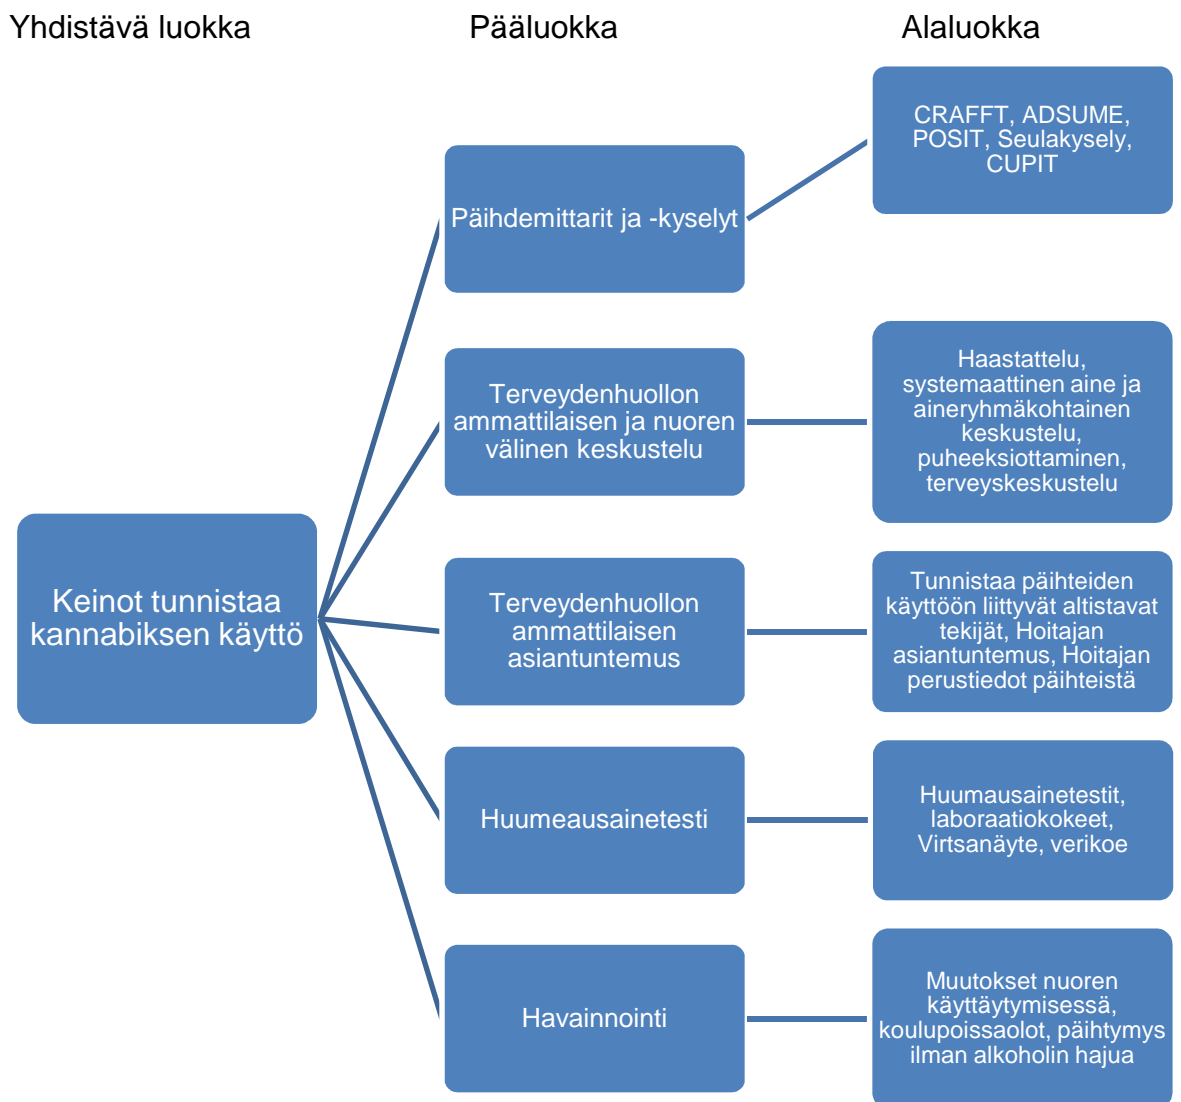 Yhdistävä luokka
Pääluokka
Alaluokka
Keinot tunnistaa
kannabiksen käyttö
Päihdemittarit ja -kyselyt
CRAFFT, ADSUME,
POSIT, Seulakysely,
CUPIT
Terveydenhuollon
ammattilaisen ja nuoren
välinen keskustelu
Haastattelu,
systemaattinen aine ja
aineryhmäkohtainen
keskustelu,
puheeksiottaminen,
terveyskeskustelu
Terveydenhuollon
ammattilaisen
asiantuntemus
Tunnistaa päihteiden
käyttöön liittyvät altistavat
tekijät, Hoitajan
asiantuntemus, Hoitajan
perustiedot päihteistä
Huumeausainetesti
Huumausainetestit,
laboraatiokokeet,
Virtsanäyte, verikoe
Havainnointi
Muutokset nuoren
käyttäytymisessä,
koulupoissaolot, päihtymys
ilman alkoholin hajua